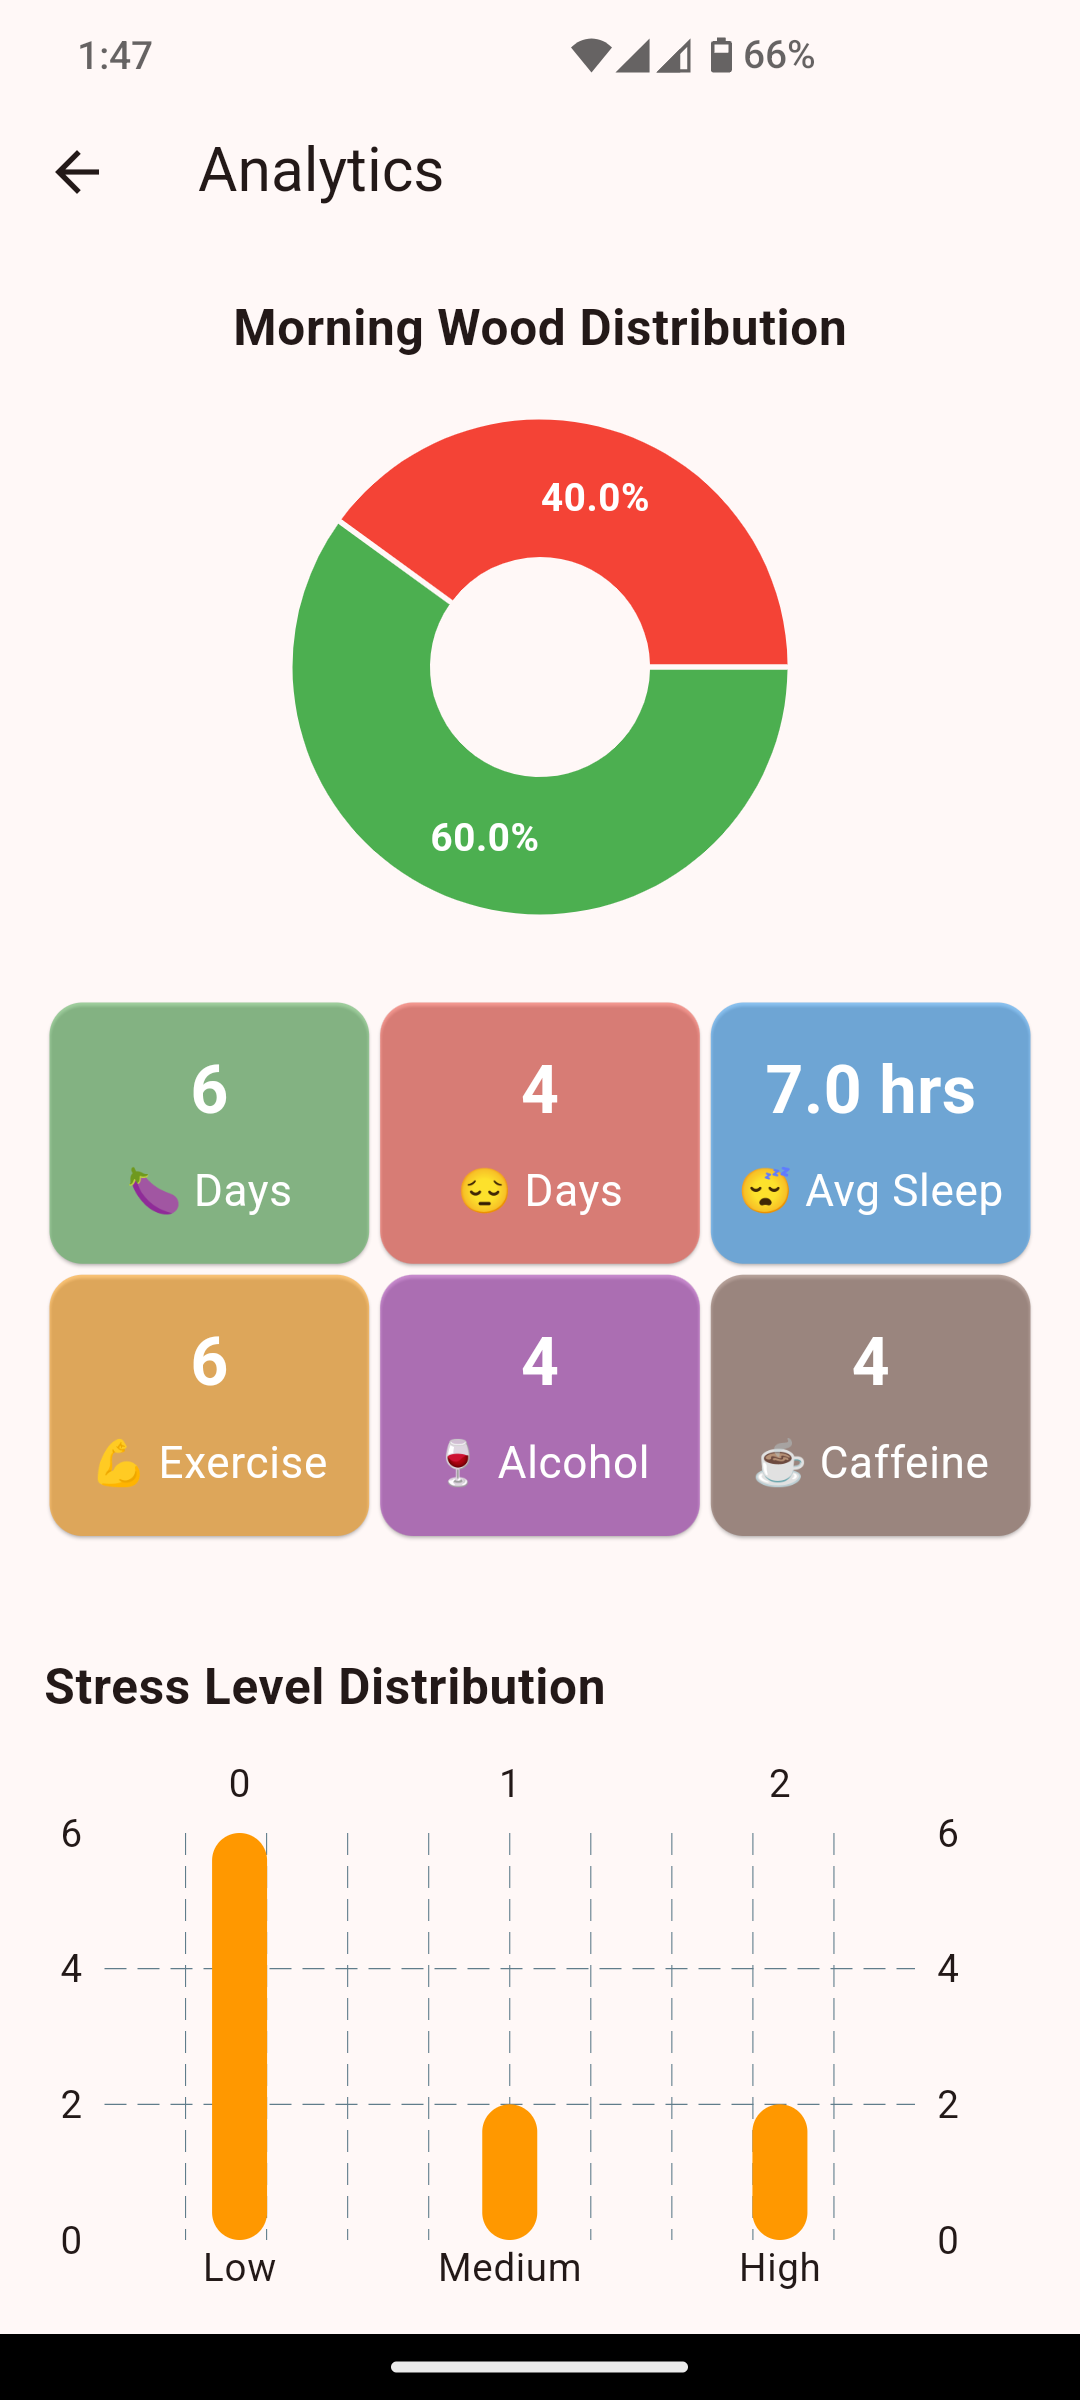 1:47 66%
Analytics
Morning Wood Distribution
40.0%
60.0%
6 4 7.0 hrs
🍆 Days 😔 Days 😴 Avg Sleep
6 4 4
💪 Exercise 🍷 Alcohol ☕ Caffeine
Stress Level Distribution
0 1 2
6 6
4 4
2 2
0 0
Low Medium High